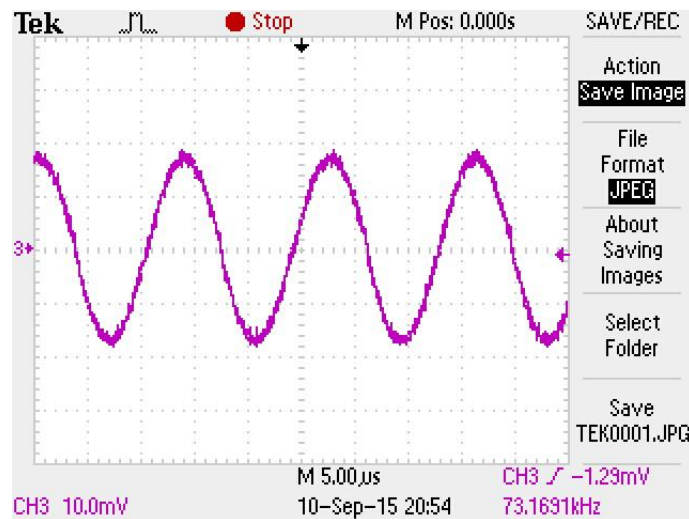 Tek Stop M Pos: 0.000s SAVE/REC
Action
Save Image
File
Format
JPEG
About
Saving
Images
Select
Folder
Save
TEK0001.JPG
3
M 5.00µs CH3 -1.29mV
CH3 10.0mV 10-Sep-15 20:54 73.1691kHz